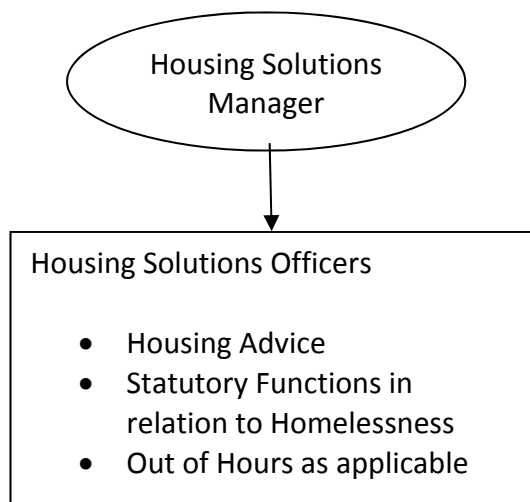 Housing Solutions
Manager
Housing Solutions Officers
• Housing Advice
• Statutory Functions in
relation to Homelessness
• Out of Hours as applicable